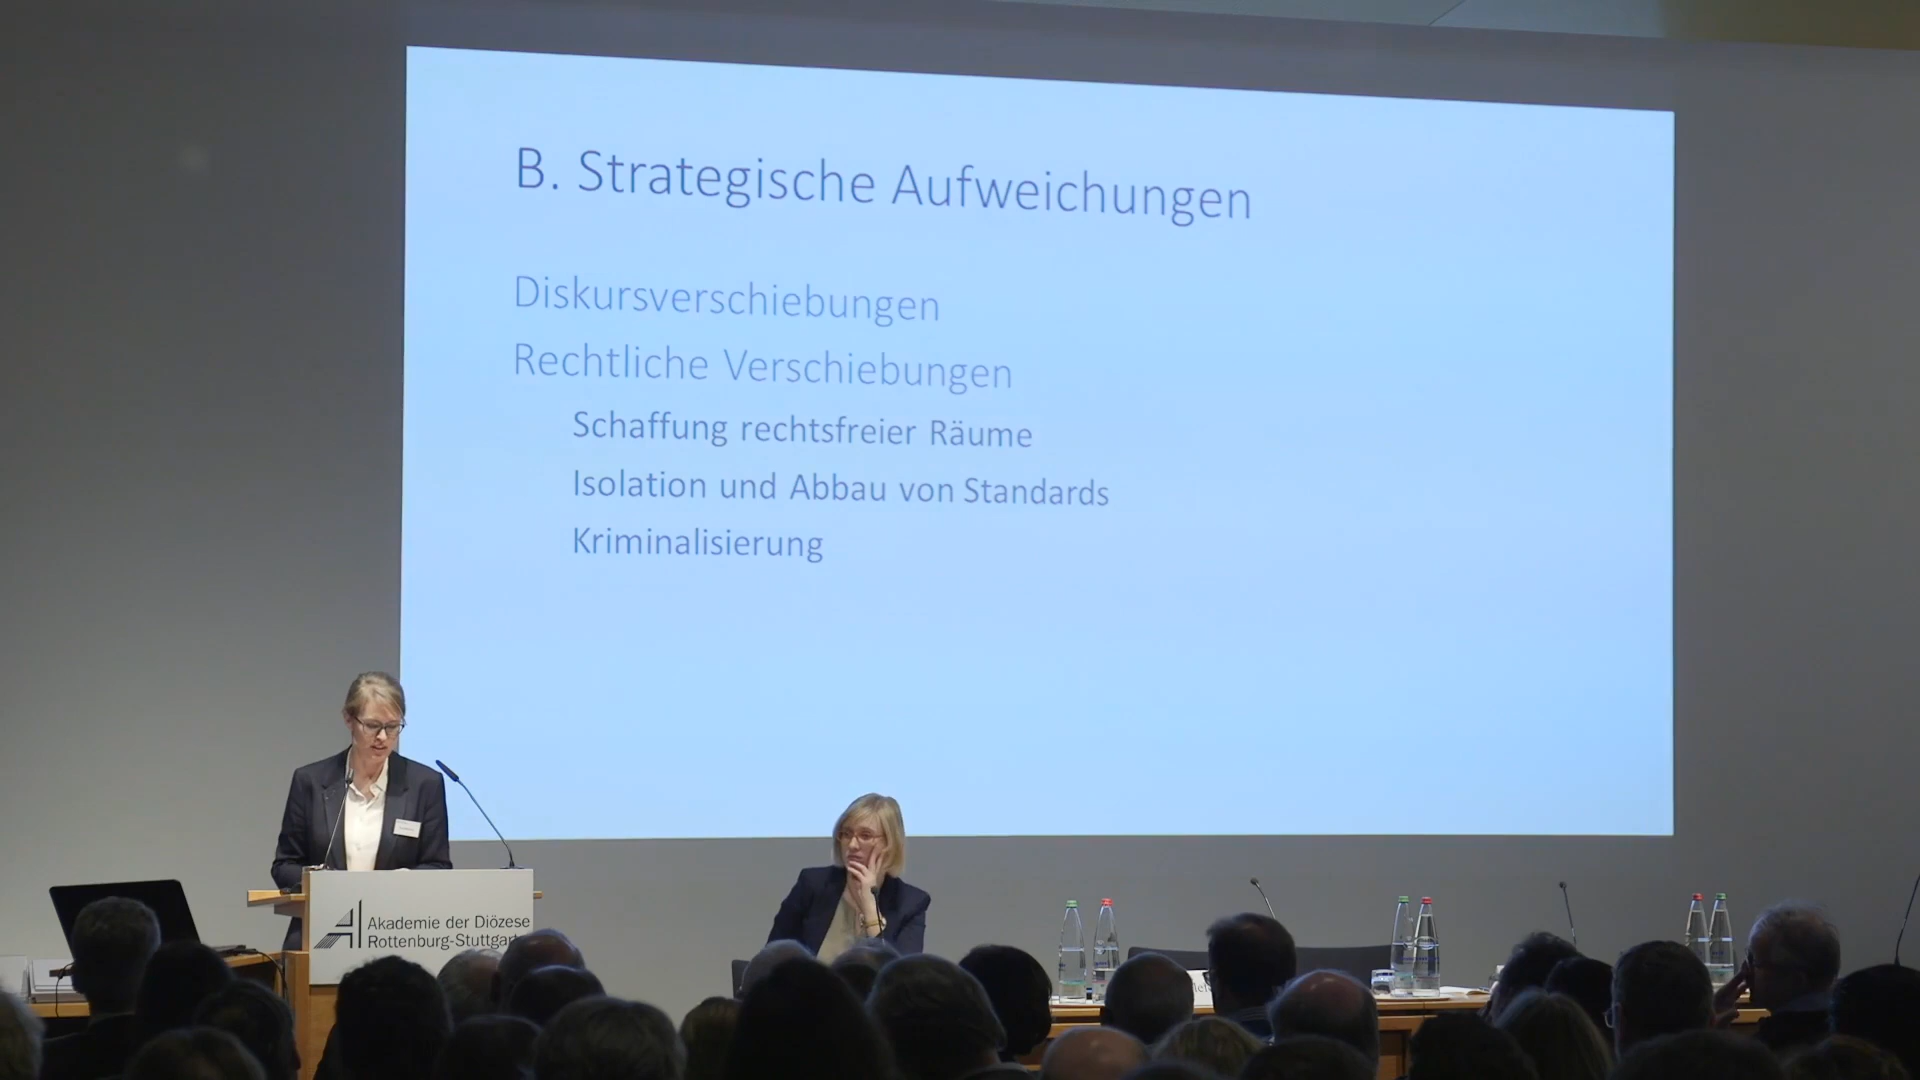 B. Strategische Aufweichungen
Diskursverschiebungen
Rechtliche Verschiebungen
Schaffung rechtsfreier Räume
Isolation und Abbau von Standards
Kriminalisierung
Akademie der Diözese
Rottenburg-Stuttgart